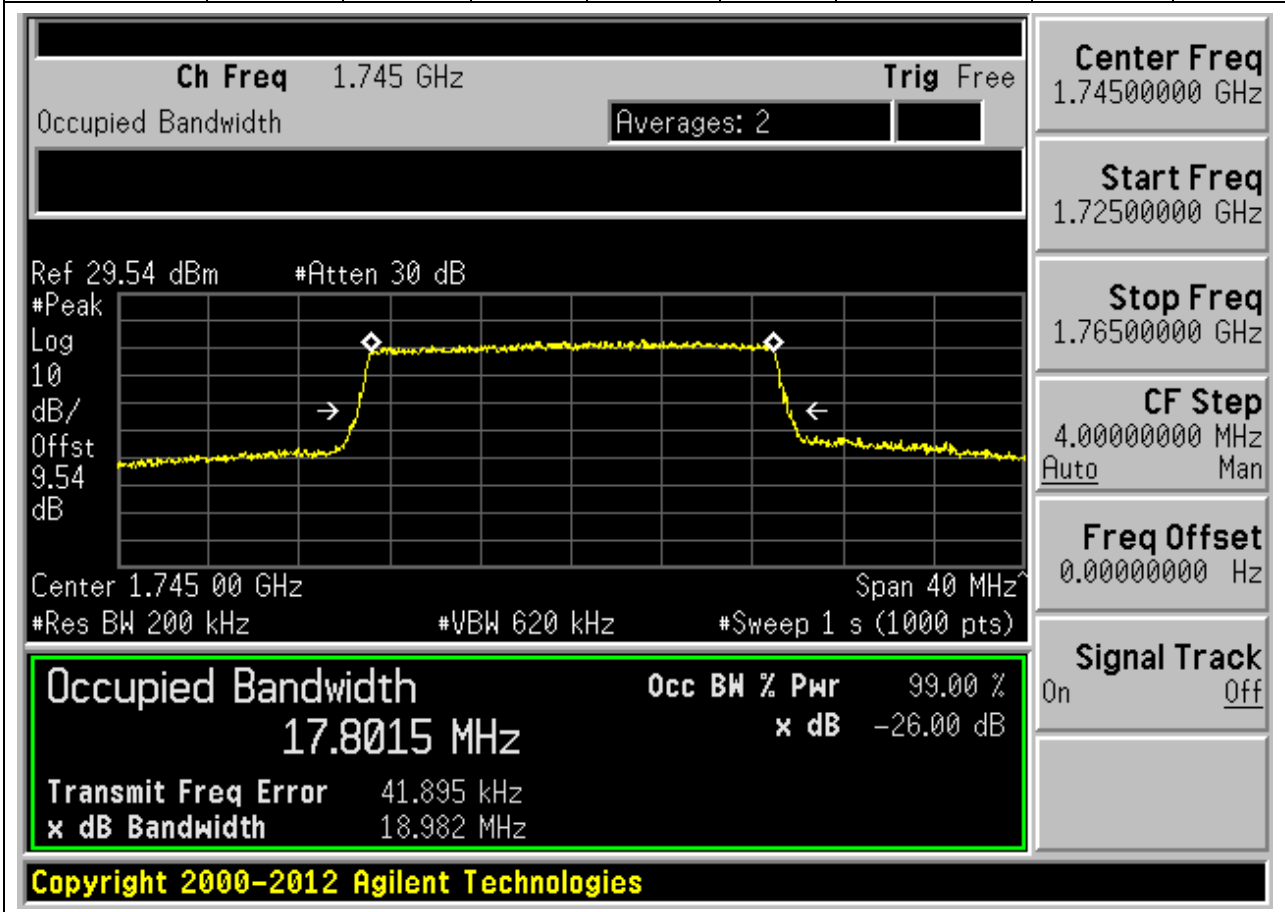 Ch Freq 1.745 GHz Trig Free
Occupied Bandwidth Averages: 2
Ref 29.54 dBm #Atten 30 dB
#Peak
Log
10
dB/
Offst
9.54
dB
Center 1.745 00 GHz Span 40 MHz^
#Res BW 200 kHz #VBW 620 kHz #Sweep 1 s (1000 pts)
Occupied Bandwidth Occ BW % Pwr 99.00 %
17.8015 MHz x dB -26.00 dB
Transmit Freq Error 41.895 kHz
x dB Bandwidth 18.982 MHz
Copyright 2000-2012 Agilent Technologies
Center Freq
1.74500000 GHz
Start Freq
1.72500000 GHz
Stop Freq
1.76500000 GHz
CF Step
4.00000000 MHz
Auto Man
Freq Offset
0.00000000 Hz
Signal Track
On Off